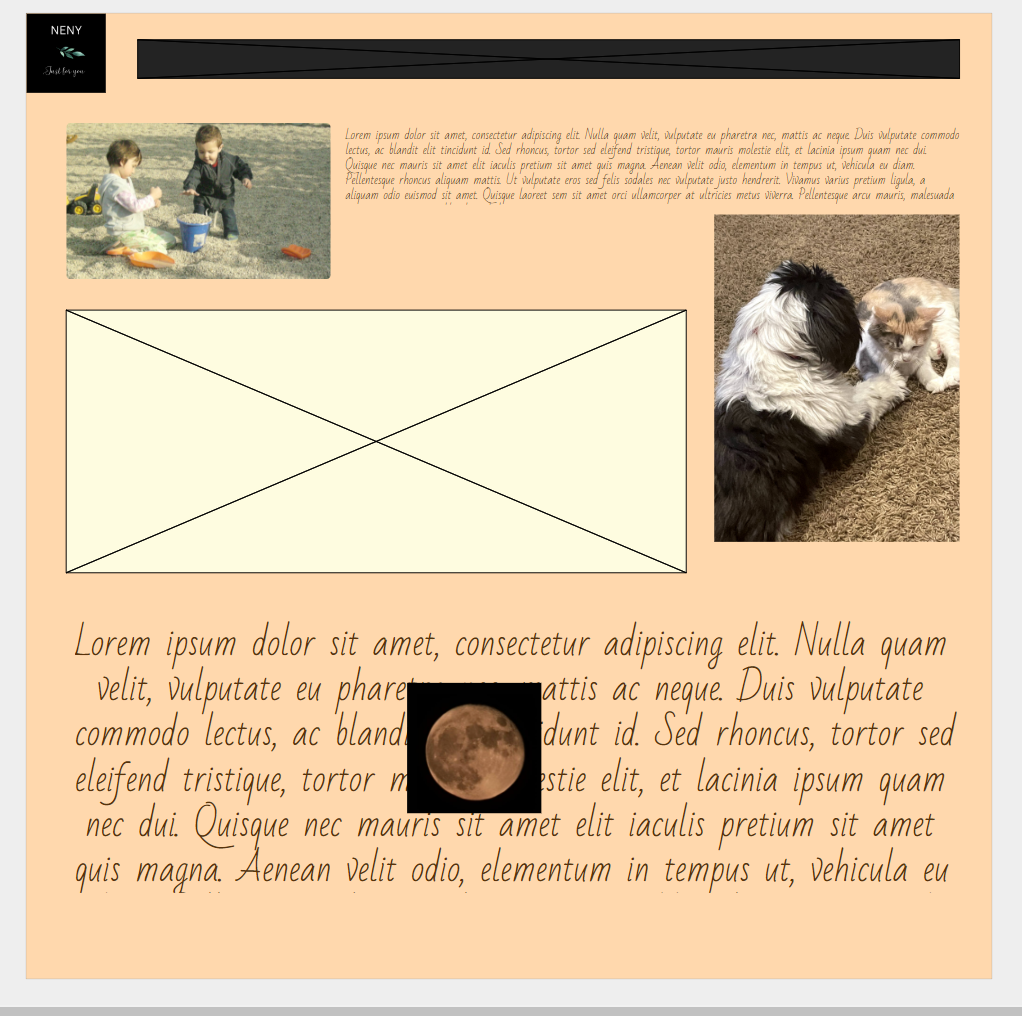 NENY
Just for you
Lorem ipsum dolor sit amet, consectetur adipiscing elit. Nulla quam velit, vulputate eu pharetra nec, mattis ac neque. Duis vulputate commodo
lectus, ac blandit elit tincidunt id. Sed rhoncus, tortor sed eleifend tristique, tortor mauris molestie elit, et lacinia ipsum quam nec dui.
Quisque nec mauris sit amet elit iaculis pretium sit amet quis magna. Aenean velit odio, elementum in tempus ut, vehicula eu diam.
Pellentesque rhoncus aliquam mattis. Ut vulputate eros sed felis sodales nec vulputate justo hendrerit. Vivamus varius pretium ligula, a
aliquam odio euismod sit amet. Quisque laoreet sem sit amet orci ullamcorper at ultricies metus viverra. Pellentesque arcu mauris, malesuada
Lorem ipsum dolor sit amet, consectetur adipiscing elit. Nulla quam
velit, vulputate eu mattis ac neque. Duis vulputate
commodo lectus, ac id. Sed rhoncus, tortor sed
eleifend tristique, tortor elit, et lacinia ipsum quam
nec dui. Quisque nec mauris sit amet elit iaculis pretium sit amet
quis magna. Aenean velit odio, elementum in tempus ut, vehicula eu